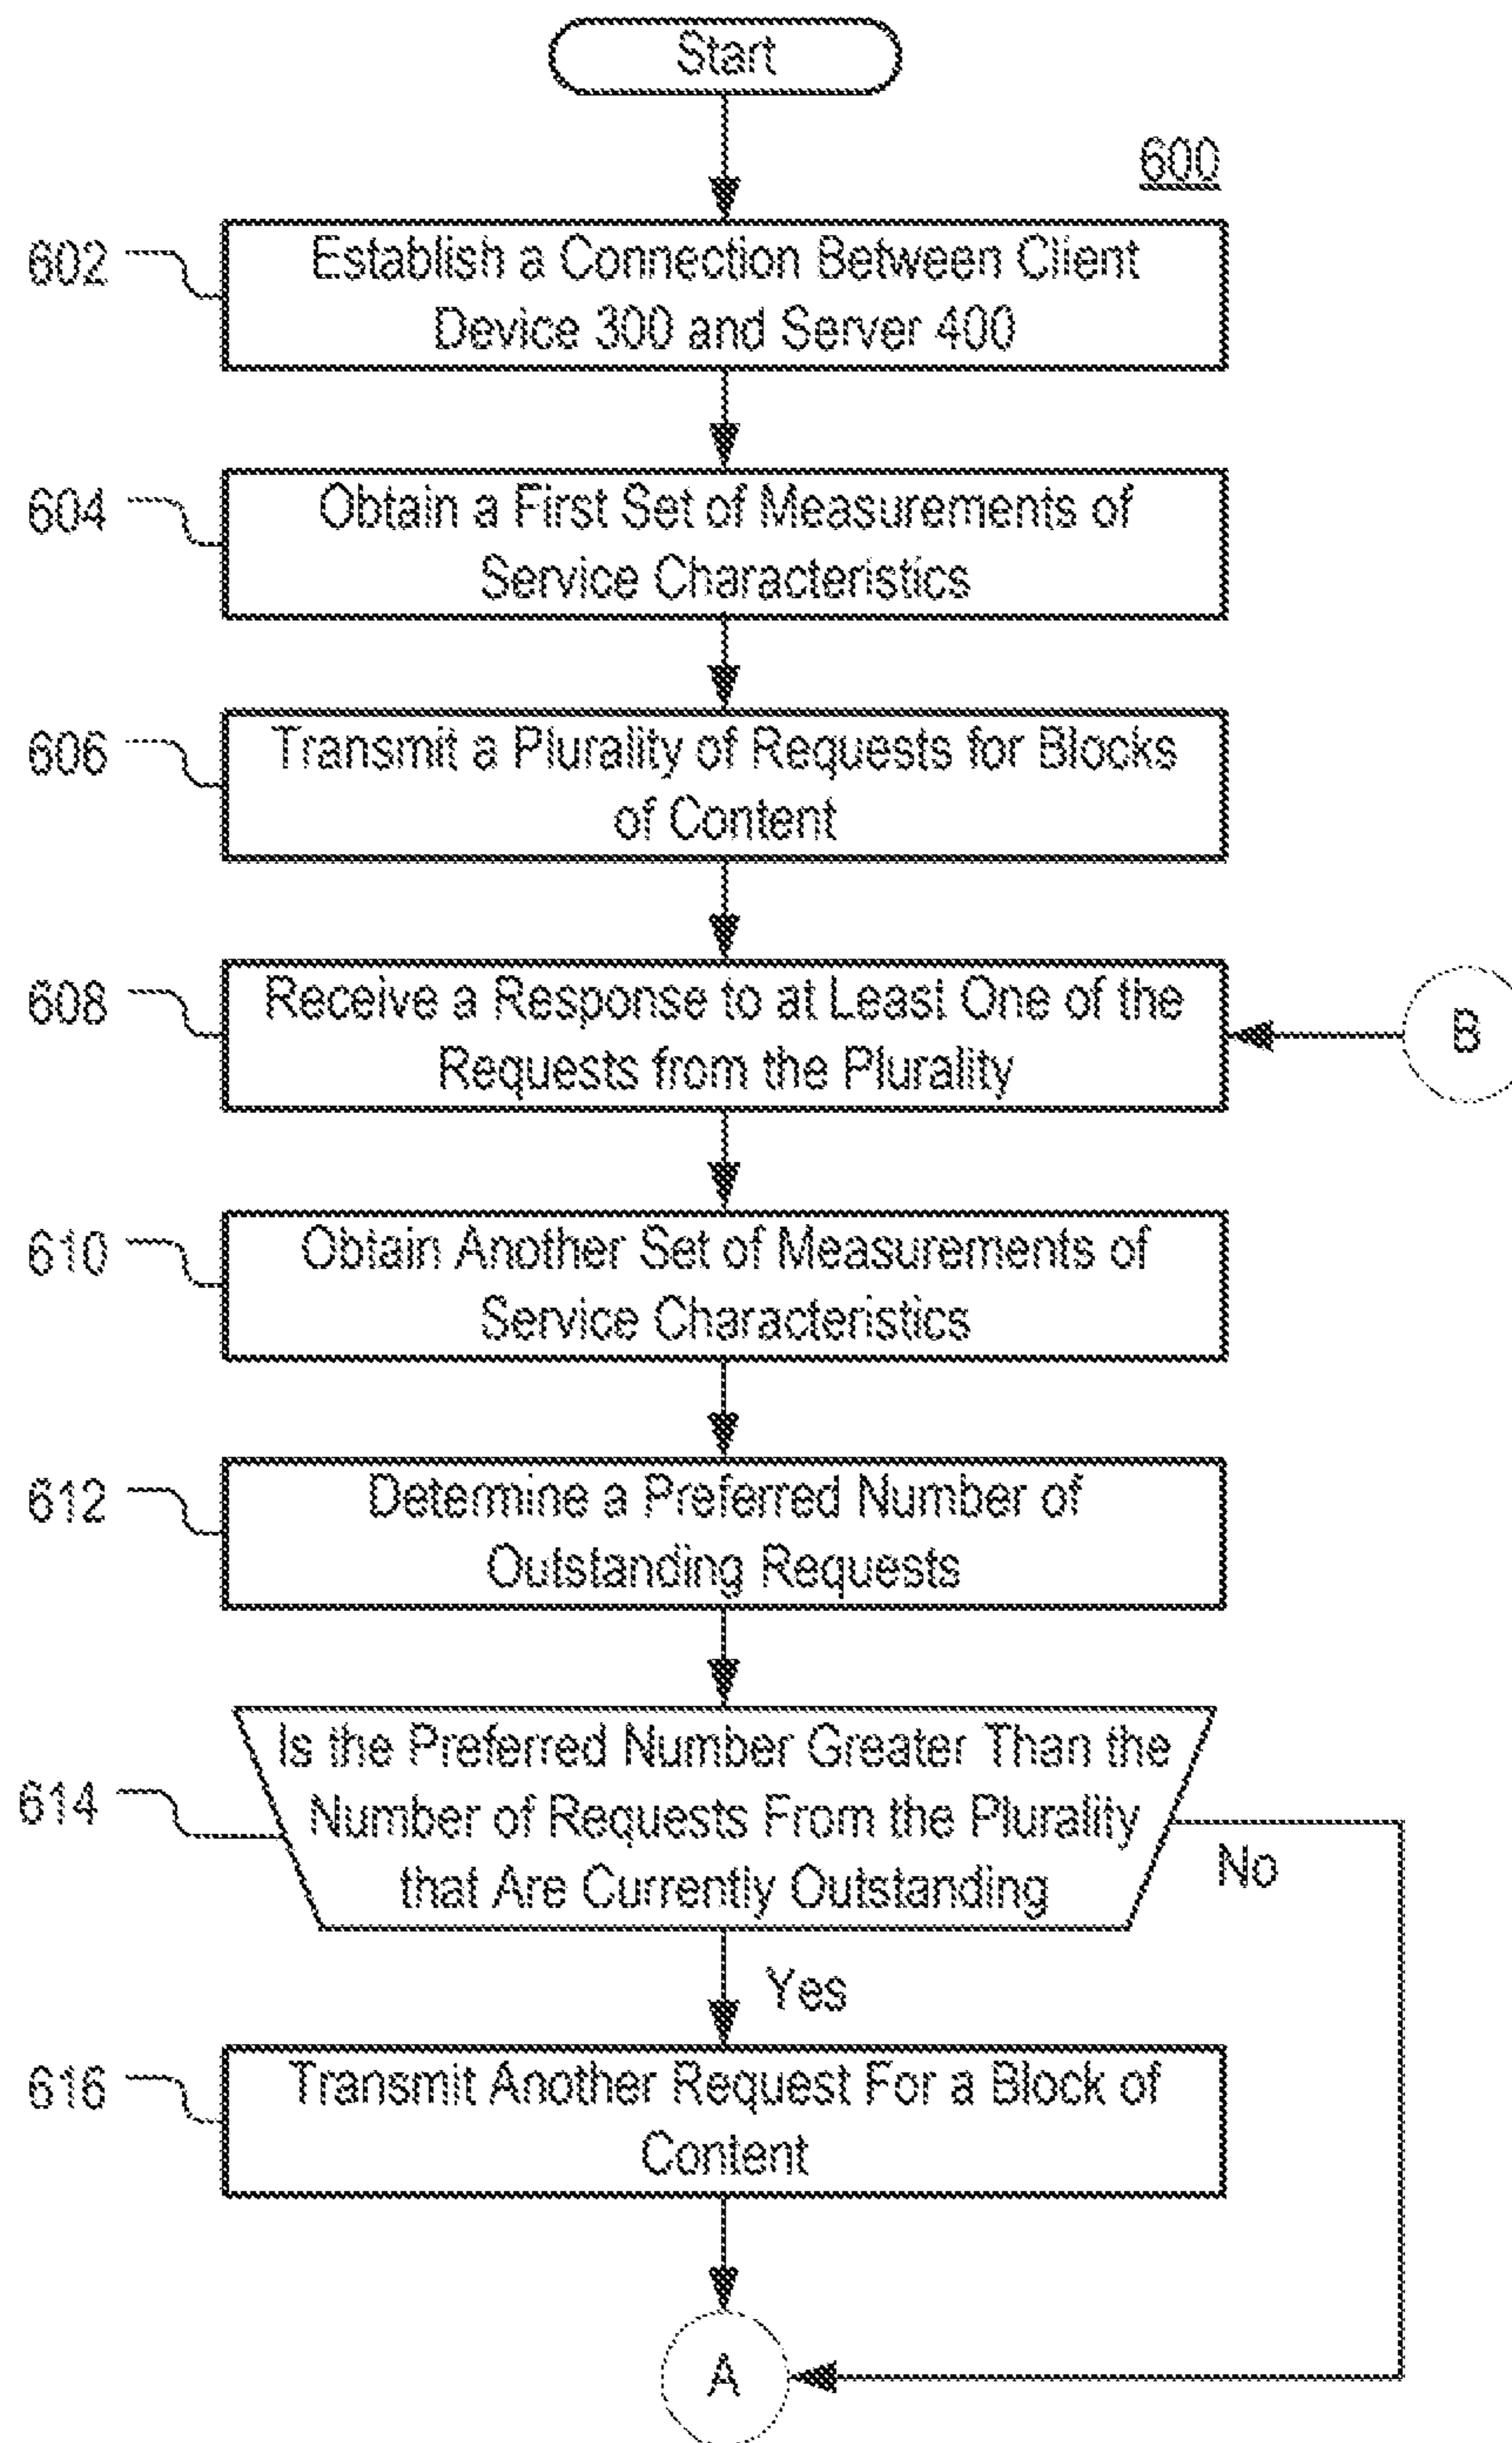 Start
600
602
Establish a Connection Between Client
Device 300 and Server 400
604
Obtain a First Set of Measurements of
Service Characteristics
606
Transmit a Plurality of Requests for Blocks
of Content
608
Receive a Response to at Least One of the
Requests from the Plurality
B
610
Obtain Another Set of Measurements of
Service Characteristics
612
Determine a Preferred Number of
Outstanding Requests
614
Is the Preferred Number Greater Than the
Number of Requests From the Plurality
that Are Currently Outstanding
No
Yes
616
Transmit Another Request For a Block of
Content
A